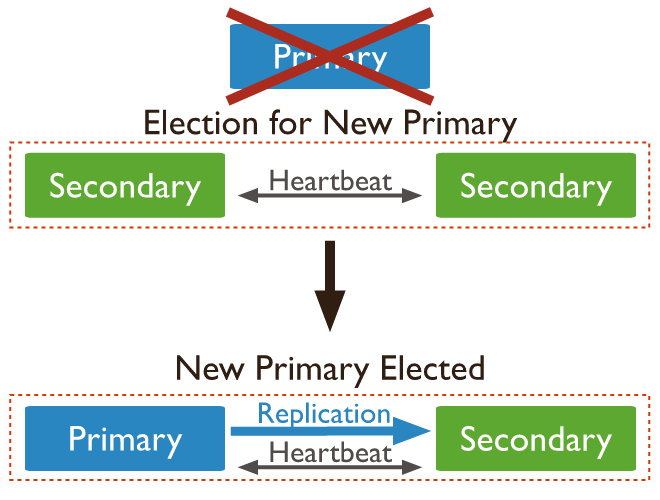 Primary
Election for New Primary
Secondary
Heartbeat
Secondary
New Primary Elected
Primary
Replication
Heartbeat
Secondary